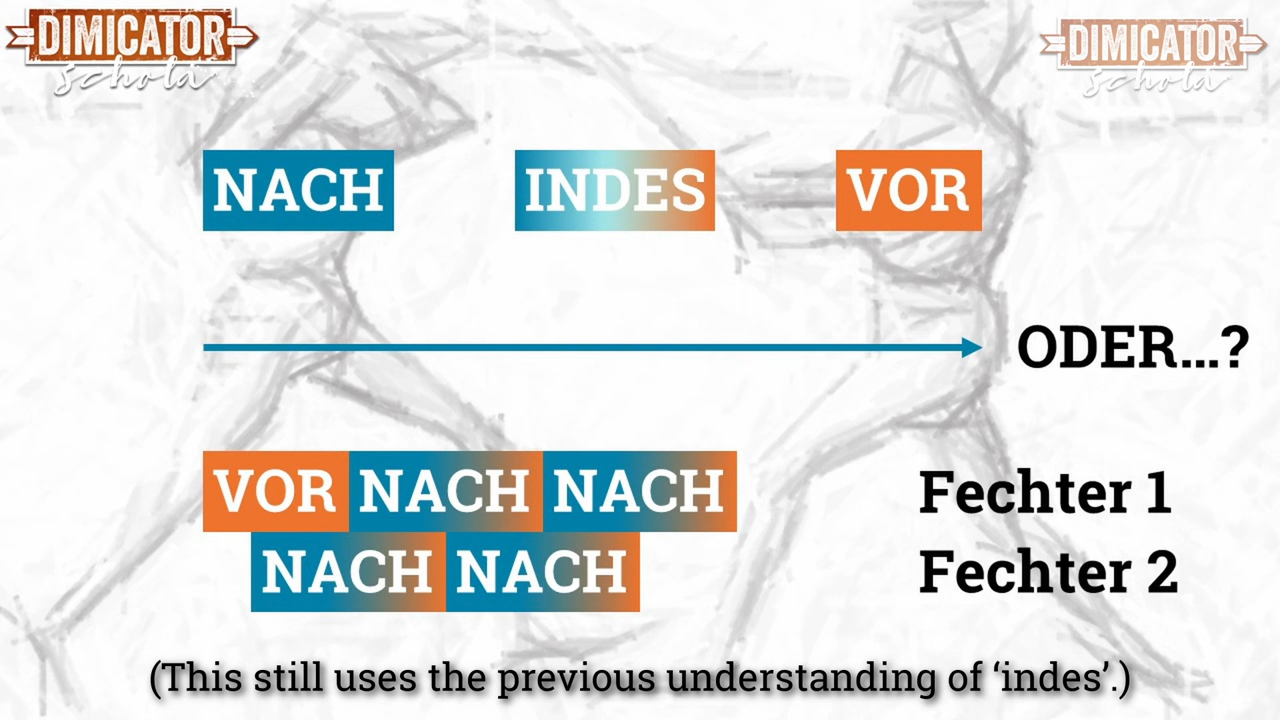 DIMICATOR DIMICATOR
schola schola
NACH INDES VOR
ODER...?
VOR NACH NACH Fechter 1
NACH NACH Fechter 2
(This still uses the previous understanding of ‘indes’.)